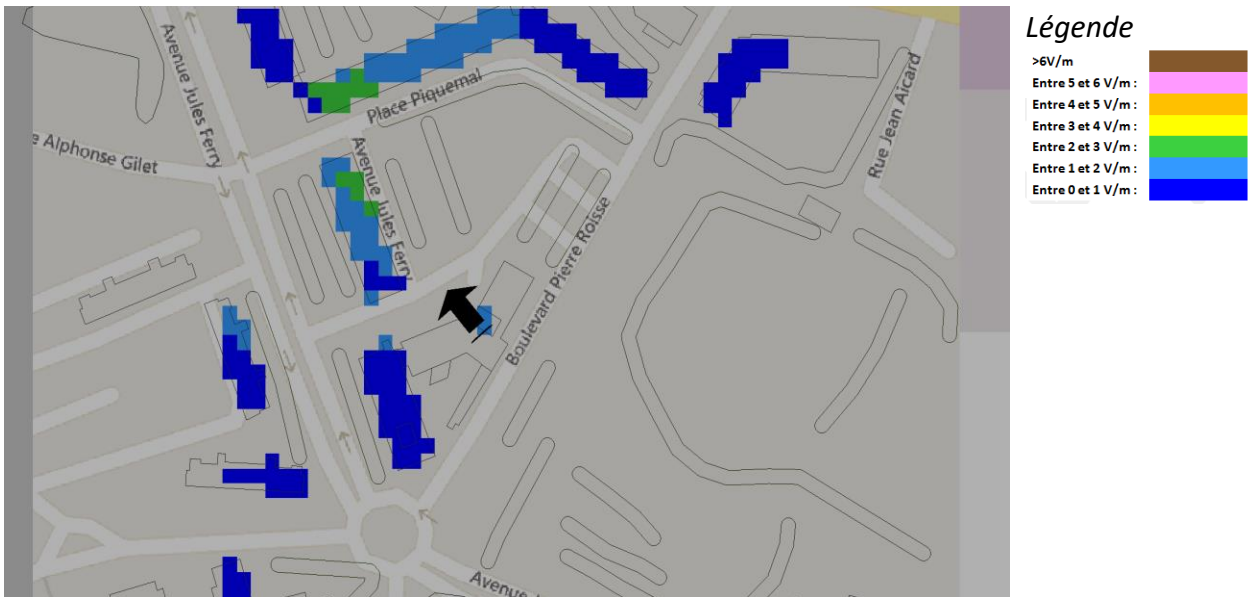 Avenue Jules Ferry
Place Piquemal
e Alphonse Gilet
Avenue Jules Ferry
Boulevard Pierre Roisse
Rue Jean Aicard
Avenue
Légende
>6V/m
Entre 5 et 6 V/m :
Entre 4 et 5 V/m :
Entre 3 et 4 V/m :
Entre 2 et 3 V/m :
Entre 1 et 2 V/m :
Entre 0 et 1 V/m :